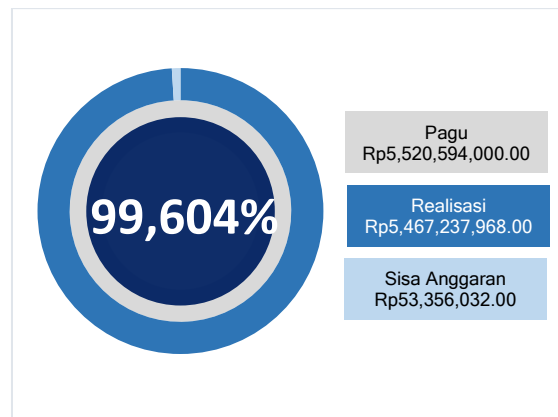 99,604%
Pagu
Rp5,520,594,000.00
Realisasi
Rp5,467,237,968.00
Sisa Anggaran
Rp53,356,032.00